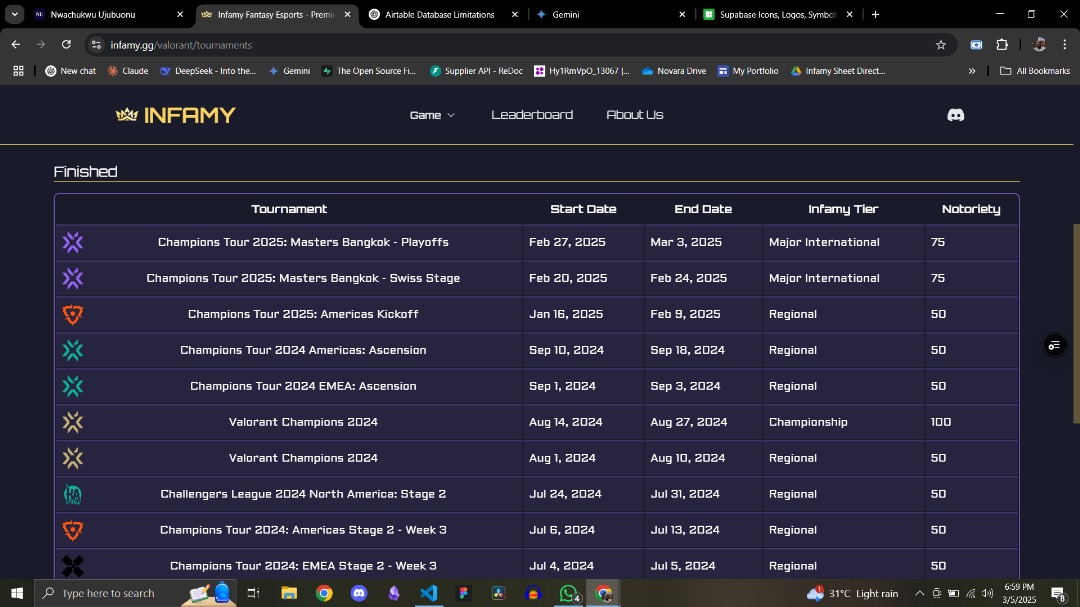 Nwachukwu Ujubuonu
Infamy Fantasy Esports - Premie
Airtable Database Limitations
Gemini
Supabase Icons, Logos, Symbol
infamy.gg/valorant/tournaments
New chat
Claude
DeepSeek - Into the...
Gemini
The Open Source Fi...
Supplier API - ReDoc
Hy1RmVpO_13067 |...
Novara Drive
My Portfolio
Infamy Sheet Direct...
»
All Bookmarks
INFAMY
Game
Leaderboard
About Us
Finished
Tournament Start Date End Date Infamy Tier Notoriety
Champions Tour 2025: Masters Bangkok - Playoffs Feb 27, 2025 Mar 3, 2025 Major International 75
Champions Tour 2025: Masters Bangkok - Swiss Stage Feb 20, 2025 Feb 24, 2025 Major International 75
Champions Tour 2025: Americas Kickoff Jan 16, 2025 Feb 9, 2025 Regional 50
Champions Tour 2024 Americas: Ascension Sep 10, 2024 Sep 18, 2024 Regional 50
Champions Tour 2024 EMEA: Ascension Sep 1, 2024 Sep 3, 2024 Regional 50
Valorant Champions 2024 Aug 14, 2024 Aug 27, 2024 Championship 100
Valorant Champions 2024 Aug 1, 2024 Aug 10, 2024 Regional 50
Challengers League 2024 North America: Stage 2 Jul 24, 2024 Jul 31, 2024 Regional 50
Champions Tour 2024: Americas Stage 2 - Week 3 Jul 6, 2024 Jul 13, 2024 Regional 50
Champions Tour 2024: EMEA Stage 2 - Week 3 Jul 4, 2024 Jul 5, 2024 Regional 50
Type here to search
4
31°C Light rain
6:59 PM
3/5/2025
8